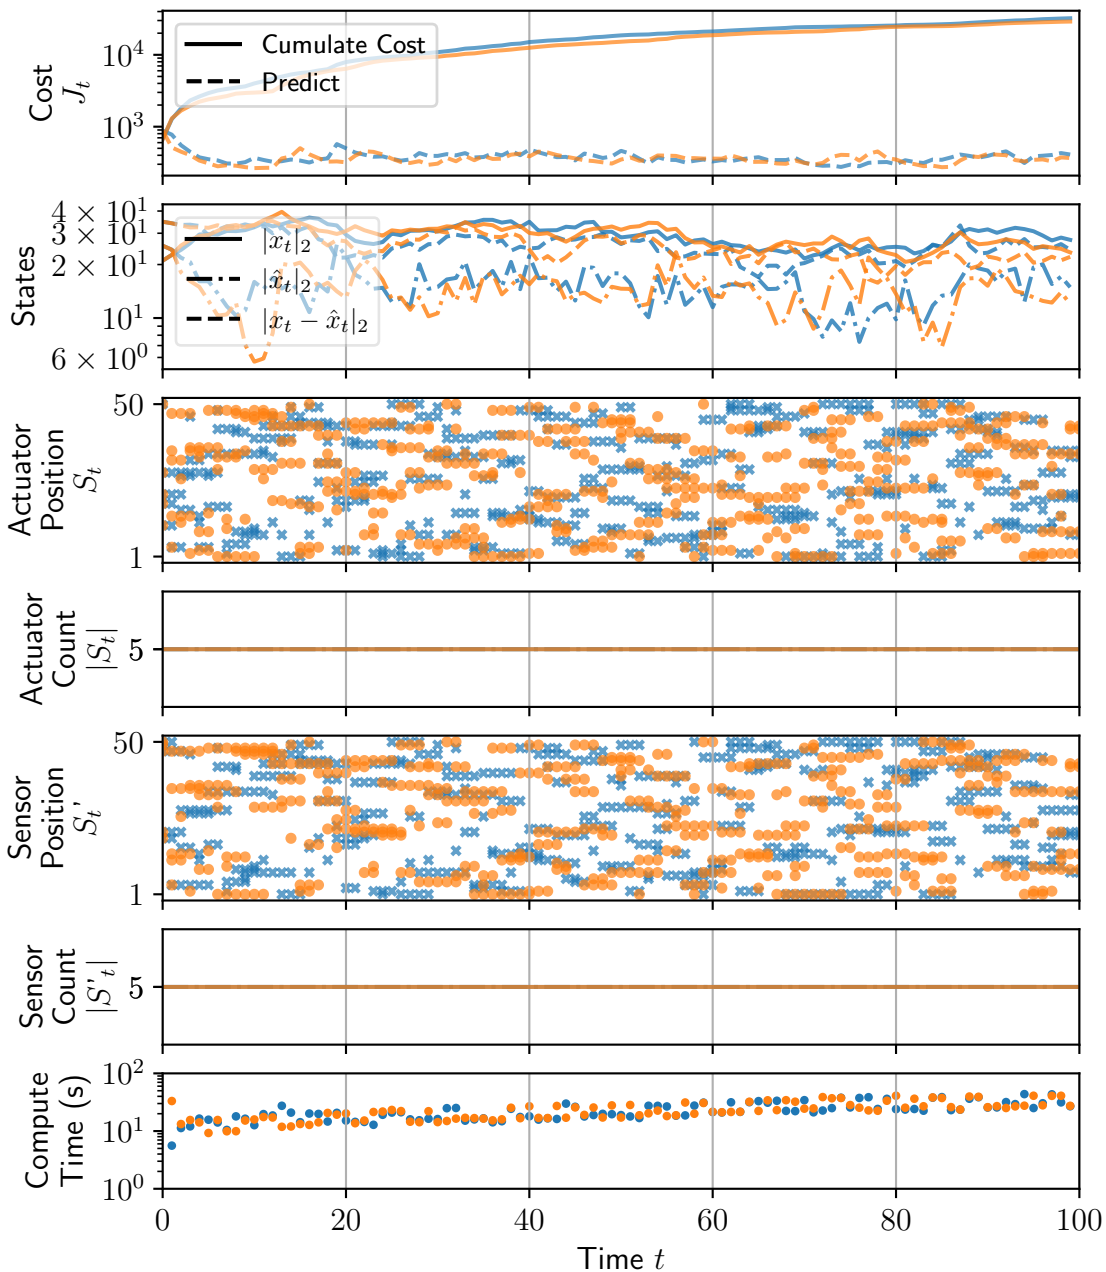 Cost
J_t
10^4
10^3
Cumulate Cost
Predict
States
4 × 10^1
3 × 10^1
2 × 10^1
10^1
6 × 10^0
|x_t|_2
|x̂_t|_2
|x_t − x̂_t|_2
Actuator
Position
S_t
50
1
Actuator
Count
|S_t|
5
Sensor
Position
S_t'
50
1
Sensor
Count
|S'_t|
5
Compute
Time (s)
10^2
10^1
10^0
0 20 40 60 80 100
Time t